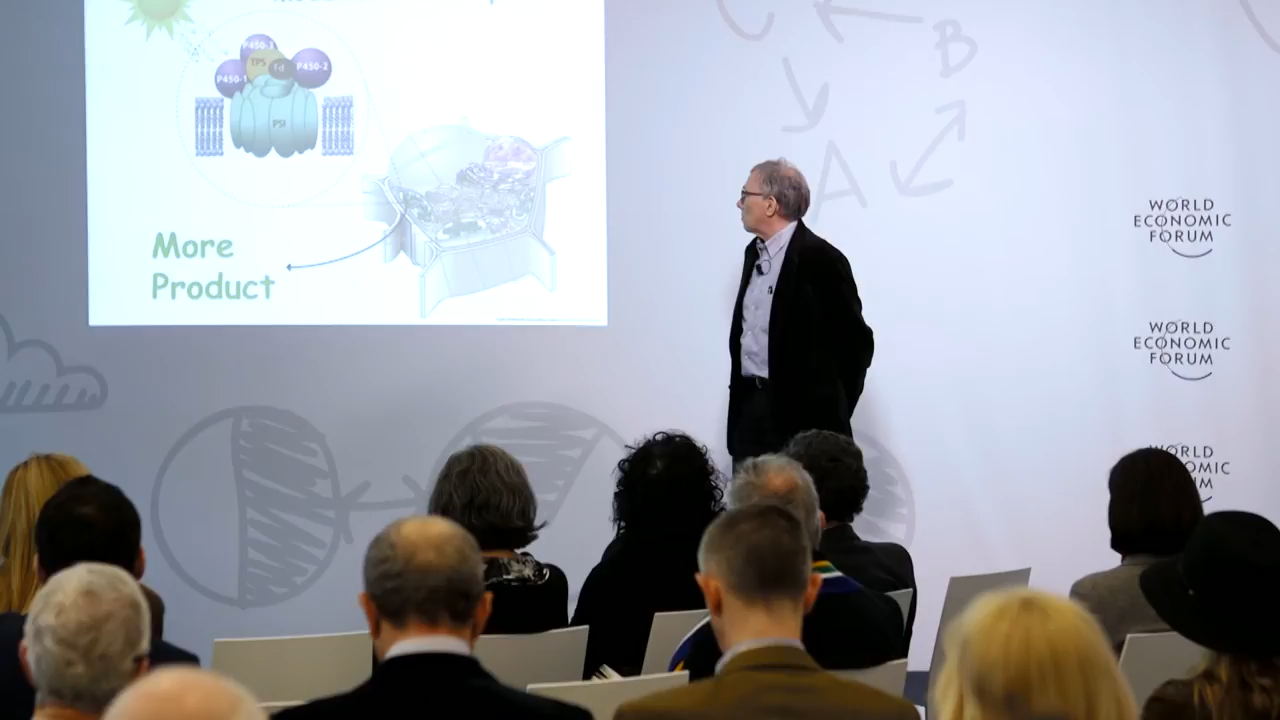 P450-3
P450-1
EPS
Fd
P450-2
PSI
More
Product
C
B
A
WORLD
ECONOMIC
FORUM
WORLD
ECONOMIC
FORUM
WORLD
ECONOMIC
FORUM